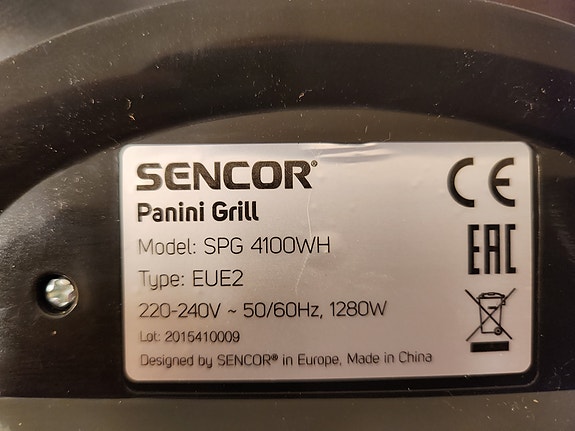 SENCOR®
Panini Grill
Model: SPG 4100WH
Type: EUE2
220-240V ~ 50/60Hz, 1280W
Lot: 2015410009
Designed by SENCOR® in Europe, Made in China
CE
EAC